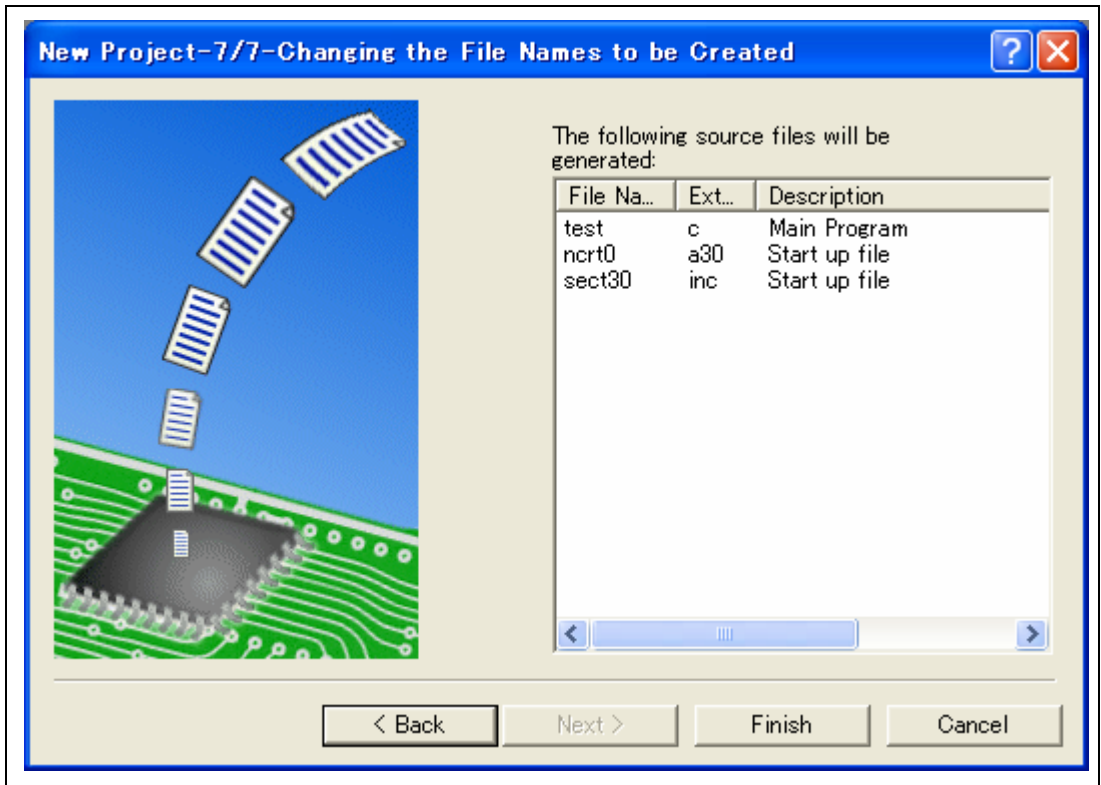 New Project-7/7-Changing the File Names to be Created
The following source files will be
generated:
File Na... Ext... Description
test c Main Program
ncrt0 a30 Start up file
sect30 inc Start up file
< Back Next > Finish Cancel